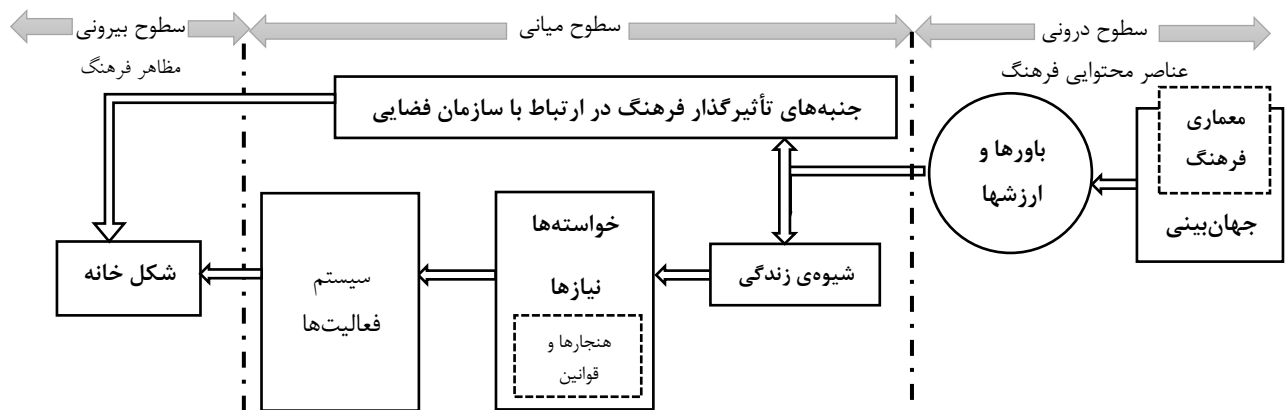 سطوح درونی
سطوح میانی
سطوح بیرونی
عناصر محتوایی فرهنگ
مظاهر فرهنگ
معماری
فرهنگ
جهان‌بینی
باورها و
ارزشها
جنبه‌های تأثیرگذار فرهنگ در ارتباط با سازمان فضایی
شیوه‌ی زندگی
خواسته‌ها
نیازها
هنجارها و
قوانین
سیستم
فعالیت‌ها
شکل خانه